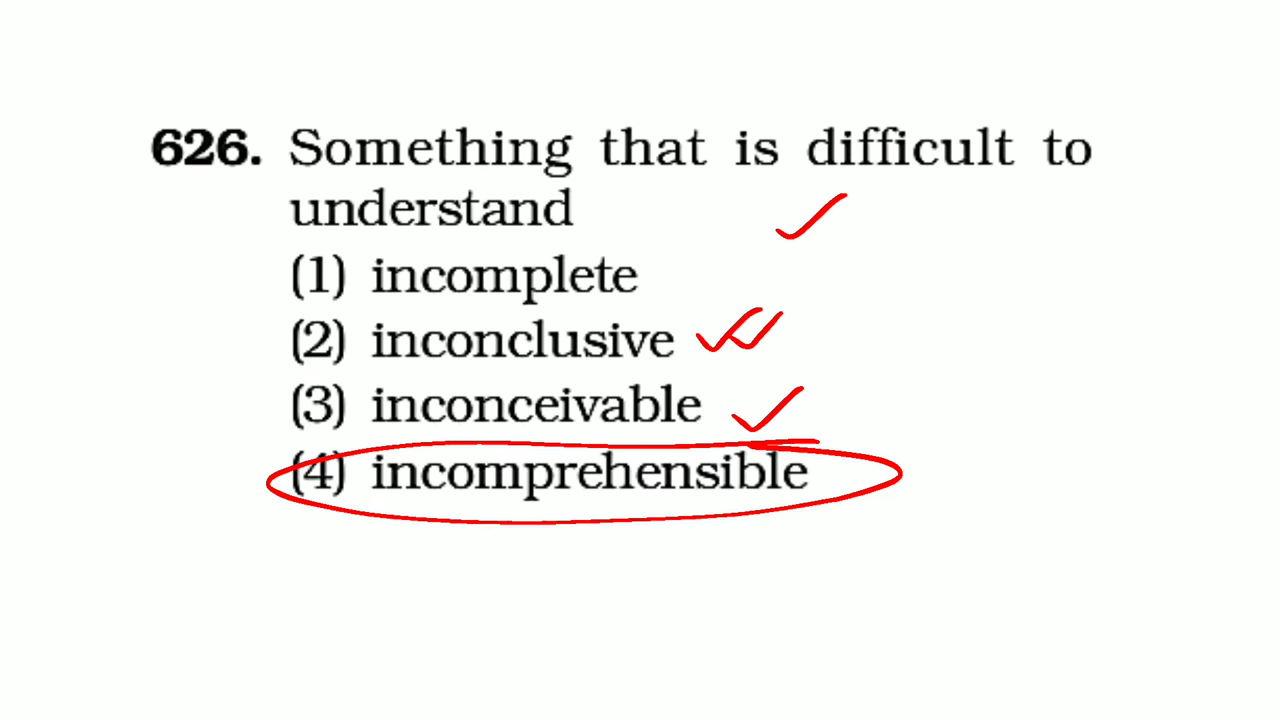 626. Something that is difficult to
understand
(1) incomplete
(2) inconclusive
(3) inconceivable
(4) incomprehensible